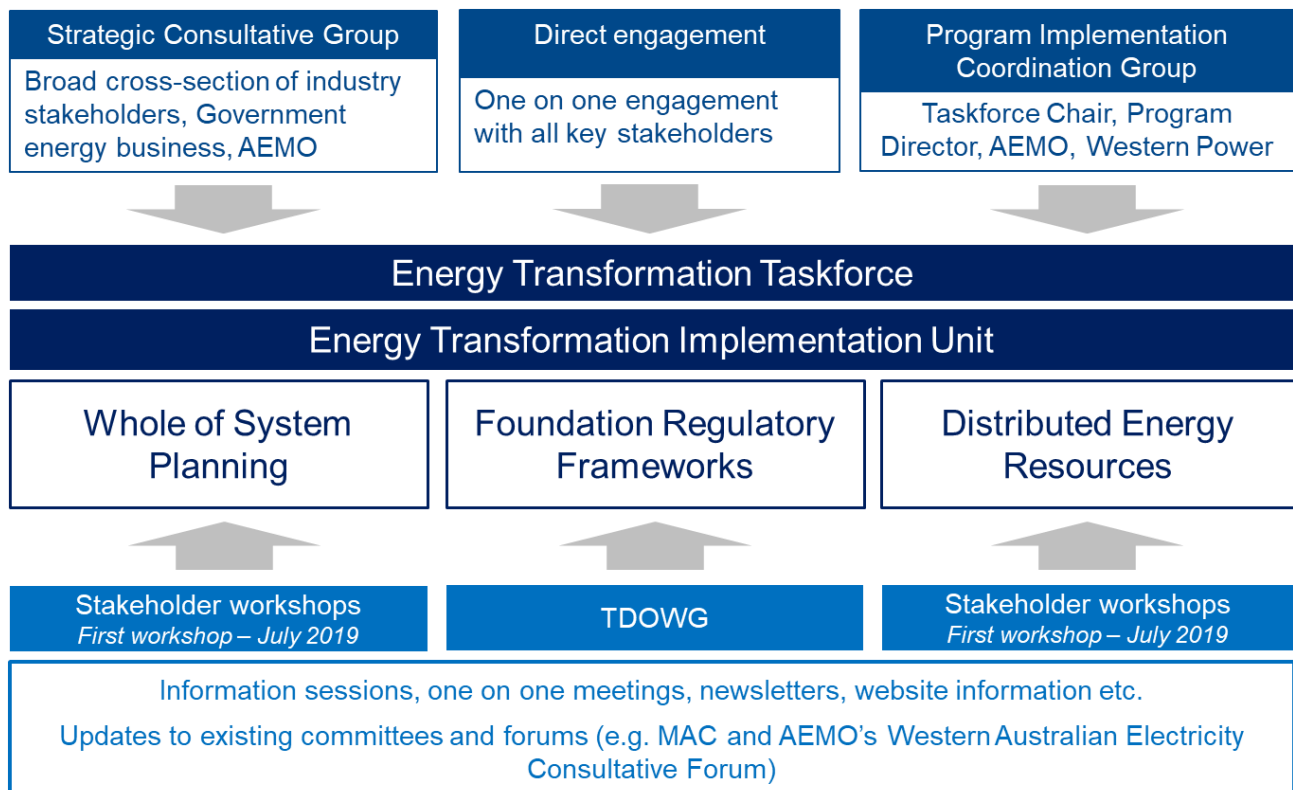 Strategic Consultative Group
Broad cross-section of industry
stakeholders, Government
energy business, AEMO
Direct engagement
One on one engagement
with all key stakeholders
Program Implementation
Coordination Group
Taskforce Chair, Program
Director, AEMO, Western Power
Energy Transformation Taskforce
Energy Transformation Implementation Unit
Whole of System
Planning
Foundation Regulatory
Frameworks
Distributed Energy
Resources
Stakeholder workshops
First workshop – July 2019
TDOWG
Stakeholder workshops
First workshop – July 2019
Information sessions, one on one meetings, newsletters, website information etc.
Updates to existing committees and forums (e.g. MAC and AEMO’s Western Australian Electricity
Consultative Forum)